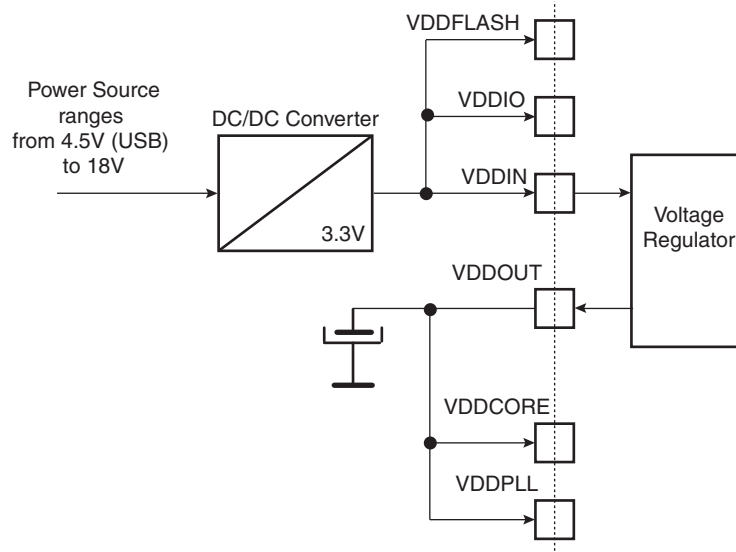 VDDFLASH
Power Source
ranges
from 4.5V (USB)
to 18V
DC/DC Converter
VDDIO
VDDIN
3.3V
Voltage
Regulator
VDDOUT
VDDCORE
VDDPLL